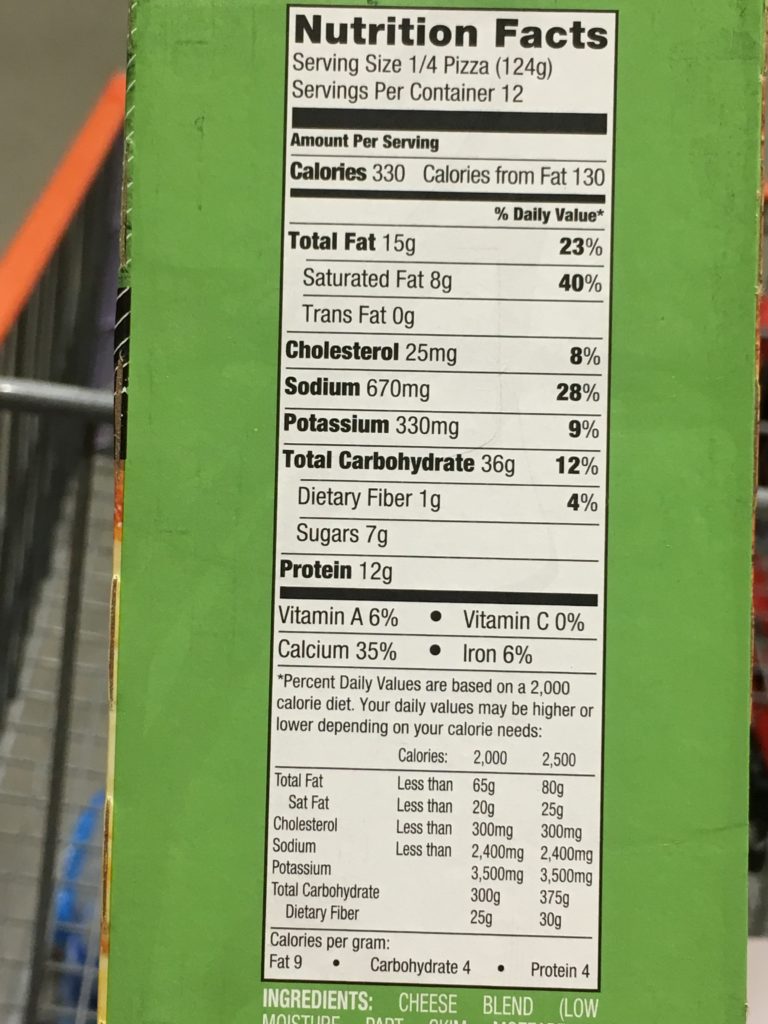 Nutrition Facts
Serving Size 1/4 Pizza (124g)
Servings Per Container 12
Amount Per Serving
Calories 330 Calories from Fat 130
% Daily Value*
Total Fat 15g 23%
Saturated Fat 8g 40%
Trans Fat 0g
Cholesterol 25mg 8%
Sodium 670mg 28%
Potassium 330mg 9%
Total Carbohydrate 36g 12%
Dietary Fiber 1g 4%
Sugars 7g
Protein 12g
Vitamin A 6% • Vitamin C 0%
Calcium 35% • Iron 6%
*Percent Daily Values are based on a 2,000
calorie diet. Your daily values may be higher or
lower depending on your calorie needs:
Calories: 2,000 2,500
Total Fat Less than 65g 80g
Sat Fat Less than 20g 25g
Cholesterol Less than 300mg 300mg
Sodium Less than 2,400mg 2,400mg
Potassium 3,500mg 3,500mg
Total Carbohydrate 300g 375g
Dietary Fiber 25g 30g
Calories per gram:
Fat 9 • Carbohydrate 4 • Protein 4
INGREDIENTS: CHEESE BLEND (LOW
MOISTURE PART SKIM